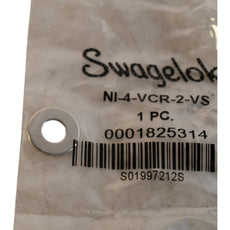 Swagelok
NI-4-VCR-2-VS
1 PC.
0001825314
S01997212S